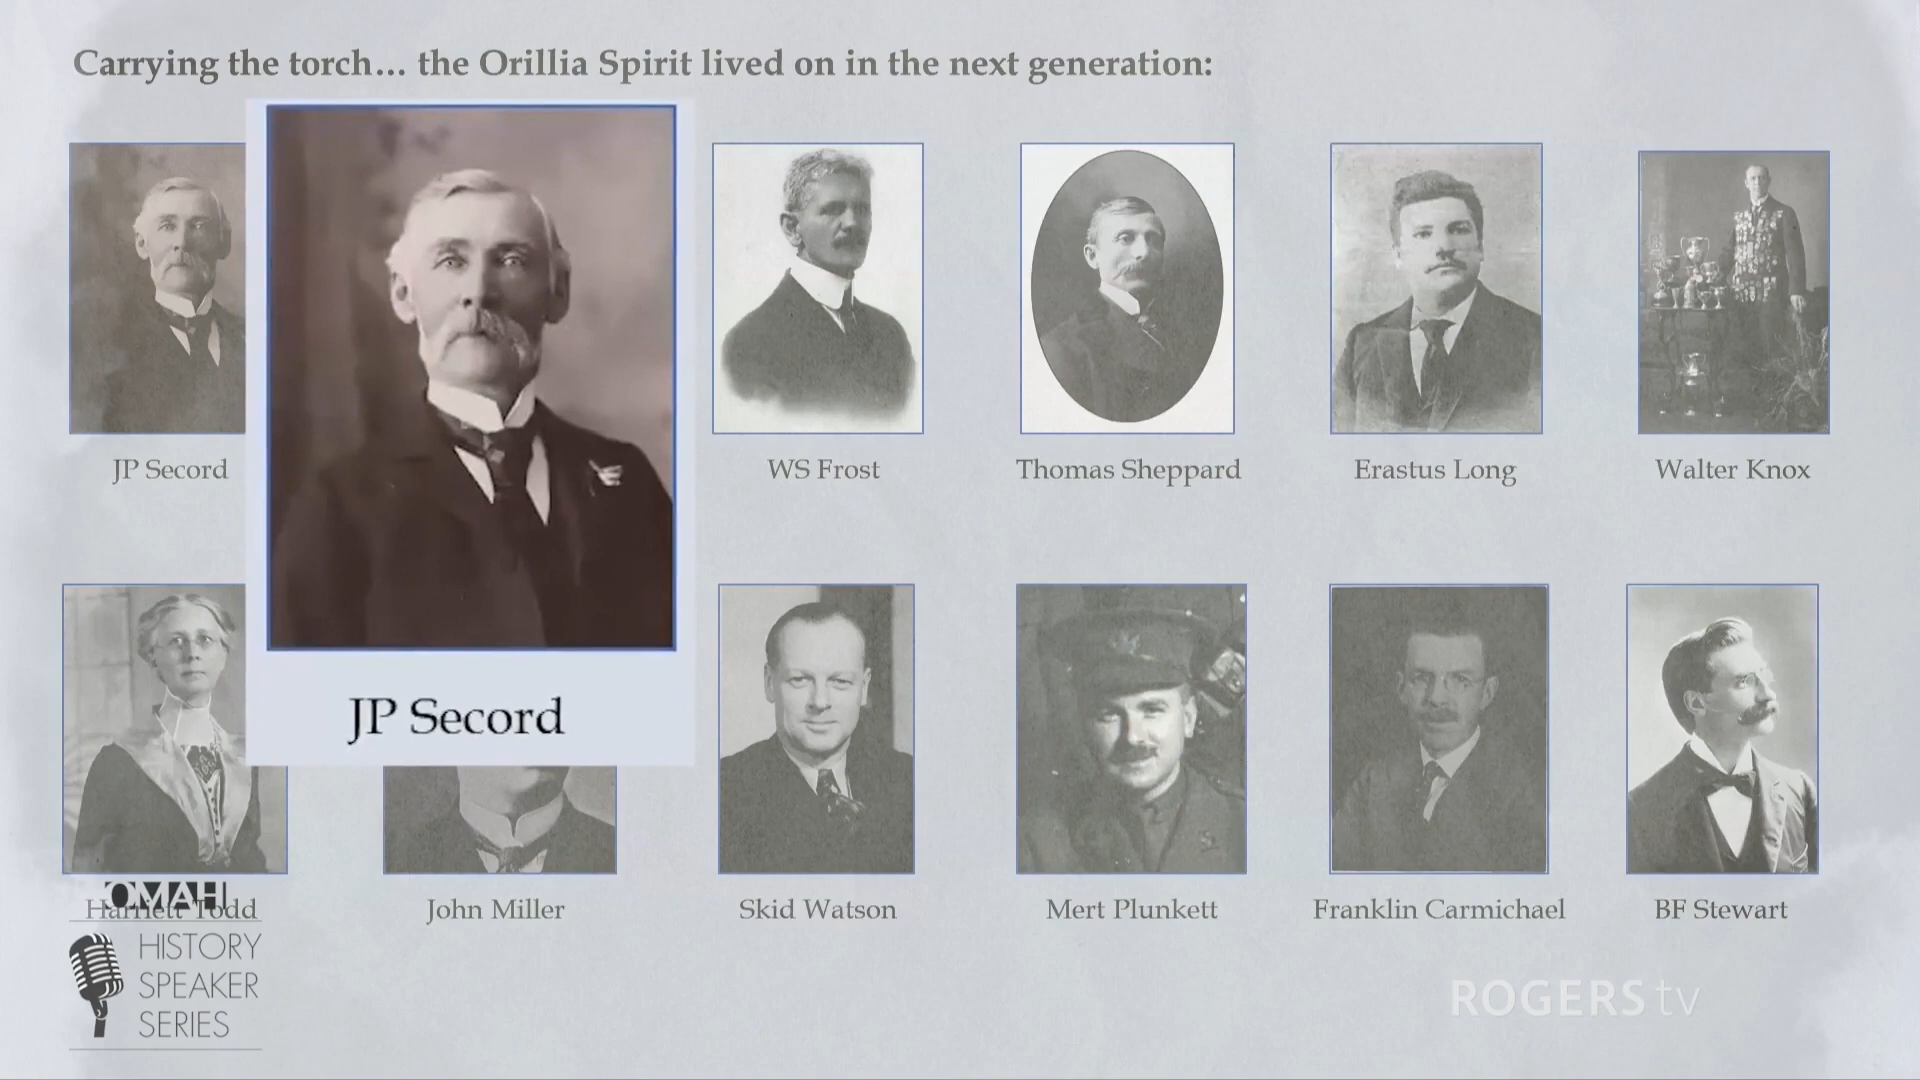 Carrying the torch... the Orillia Spirit lived on in the next generation:
JP Secord
WS Frost
Thomas Sheppard
Erastus Long
Walter Knox
JP Secord
Harriett Todd
John Miller
Skid Watson
Mert Plunkett
Franklin Carmichael
BF Stewart
OMAH
HISTORY
SPEAKER
SERIES
ROGERS tv